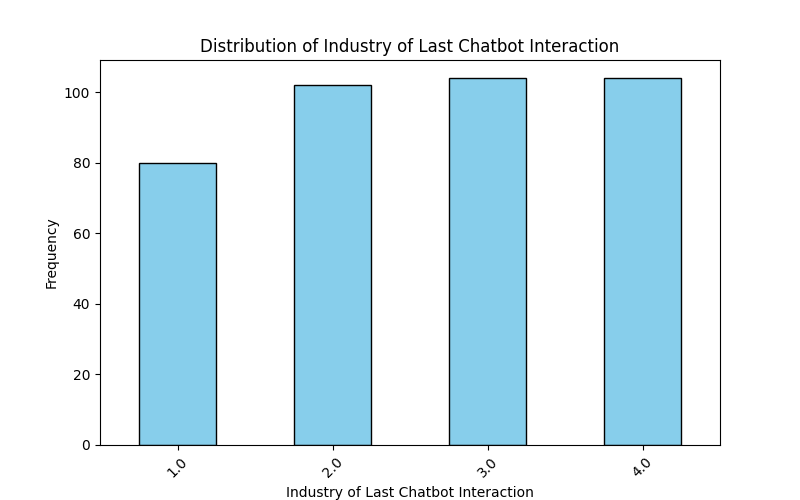 Distribution of Industry of Last Chatbot Interaction
Frequency
100
80
60
40
20
0
1.0 2.0 3.0 4.0
Industry of Last Chatbot Interaction